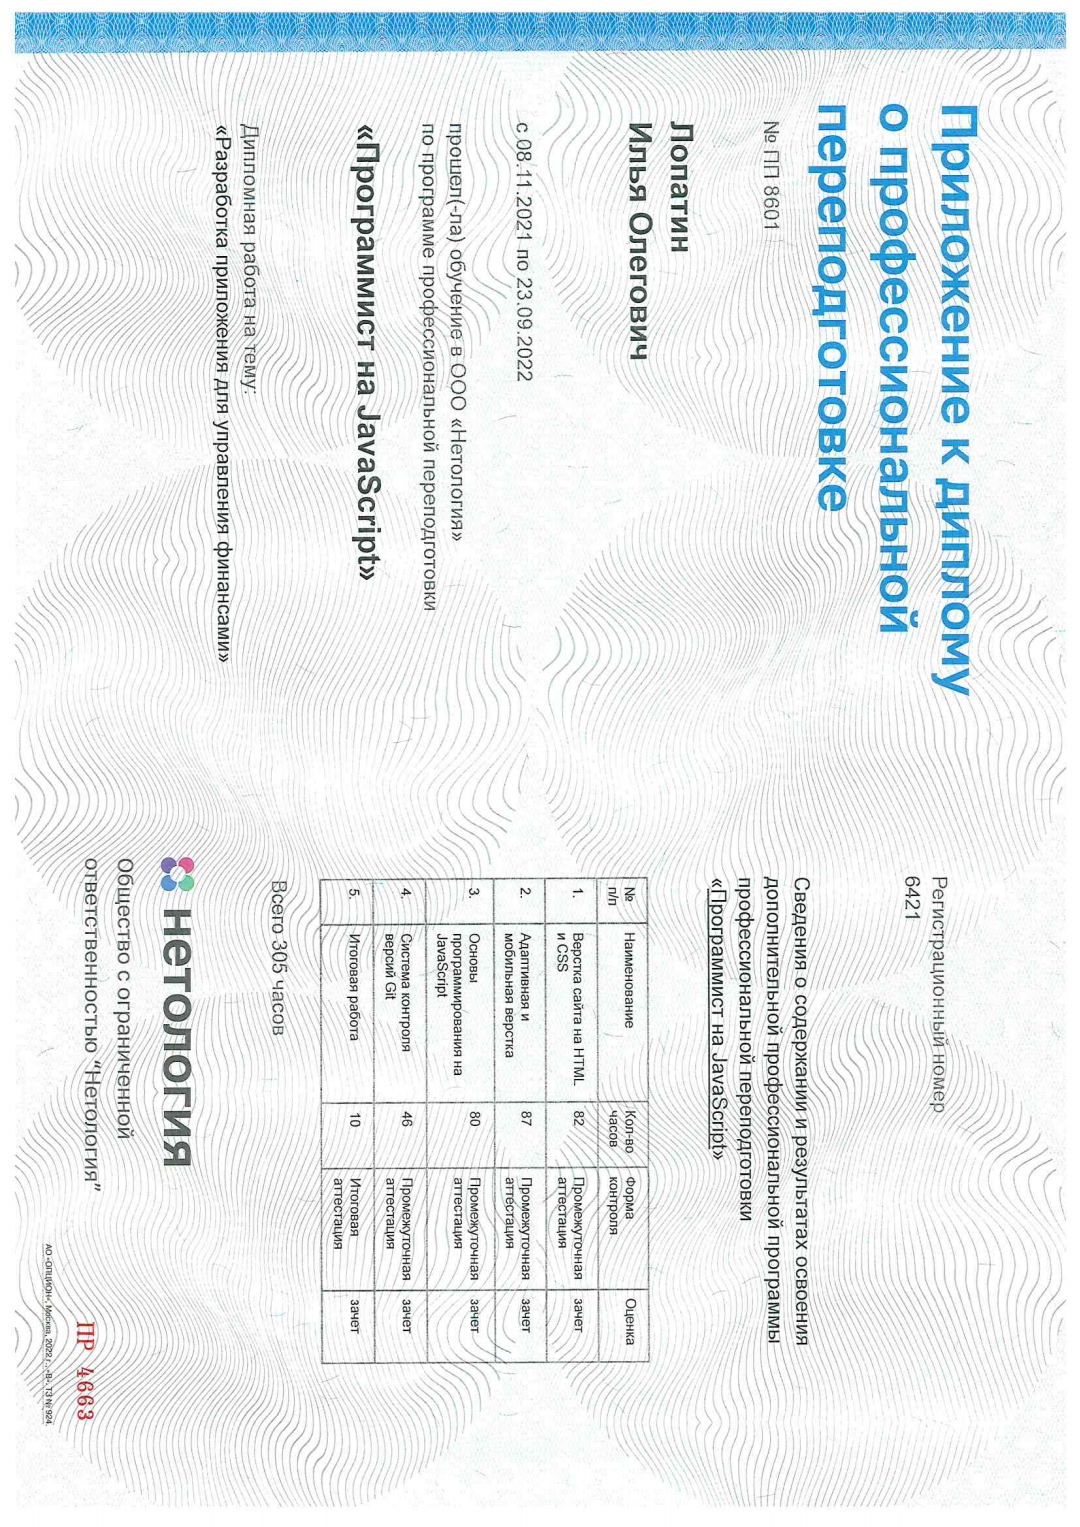 Приложение к диплому
о профессиональной
переподготовке
№ ПП 8601
Лопатин
Илья Олегович
с 08.11.2021 по 23.09.2022
прошел(-ла) обучение в ООО «Нетология»
по программе профессиональной переподготовки
«Программист на JavaScript»
Дипломная работа на тему:
«Разработка приложения для управления финансами»
Регистрационный номер
6421
Сведения о содержании и результатах освоения
дополнительной профессиональной программы
профессиональной переподготовки
«Программист на JavaScript»
№ п/п Наименование Кол-во часов Форма контроля Оценка
1. Верстка сайта на HTML и CSS 82 Промежуточная аттестация зачет
2. Адаптивная и мобильная верстка 87 Промежуточная аттестация зачет
3. Основы программирования на JavaScript 80 Промежуточная аттестация зачет
4. Система контроля версий Git 46 Промежуточная аттестация зачет
5. Итоговая работа 10 Итоговая аттестация зачет
Всего 305 часов
нетология
Общество с ограниченной
ответственностью “Нетология”
ПР 4663
АО «ОПЦИОН», Москва, 2022 г., «В». ТЗ № 924.